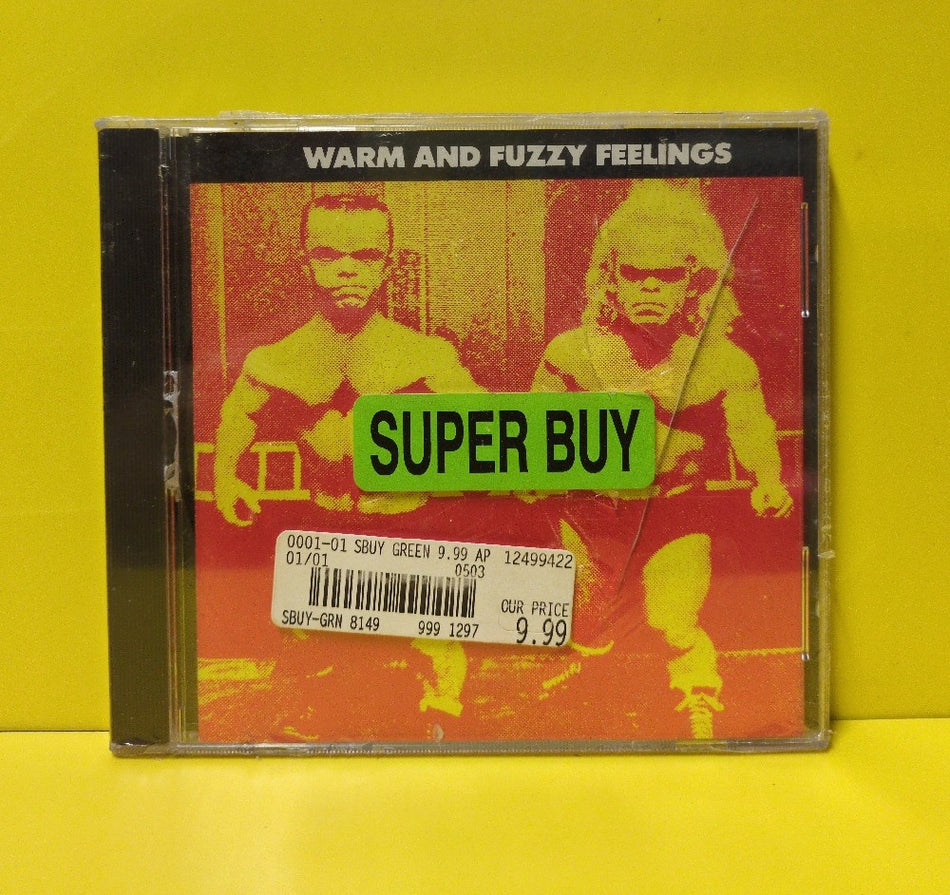 WARM AND FUZZY FEELINGS
SUPER BUY
0001-01 SBUY GREEN 9.99 AP 12499422
01/01 0503
OUR PRICE
SBUY-GRN 8149 999 1297 9.99